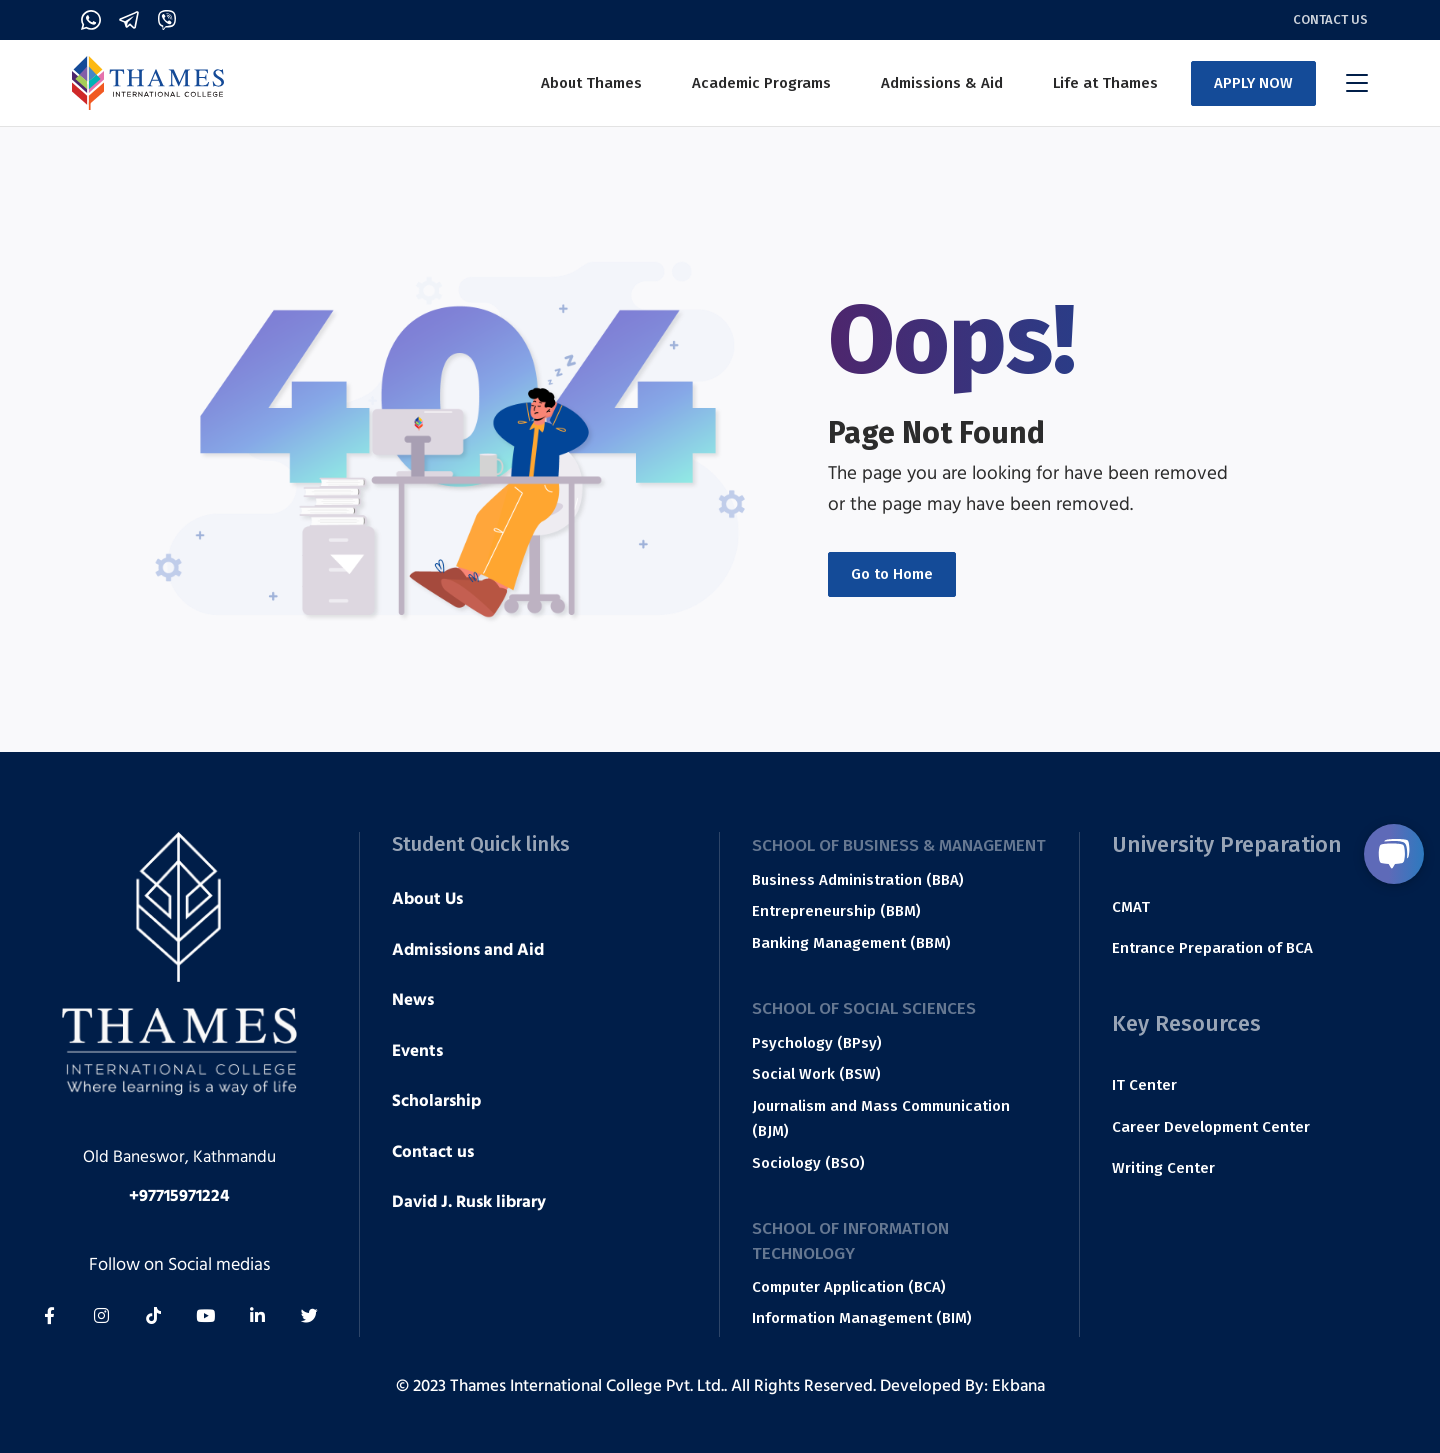 CONTACT US
THAMES
INTERNATIONAL COLLEGE
About Thames
Academic Programs
Admissions & Aid
Life at Thames
APPLY NOW
404
z z z z
Oops!
Page Not Found
The page you are looking for have been removed
or the page may have been removed.
Go to Home
THAMES
INTERNATIONAL COLLEGE
Where learning is a way of life
Old Baneswor, Kathmandu
+97715971224
Follow on Social medias
Student Quick links
About Us
Admissions and Aid
News
Events
Scholarship
Contact us
David J. Rusk library
SCHOOL OF BUSINESS & MANAGEMENT
Business Administration (BBA)
Entrepreneurship (BBM)
Banking Management (BBM)
SCHOOL OF SOCIAL SCIENCES
Psychology (BPsy)
Social Work (BSW)
Journalism and Mass Communication
(BJM)
Sociology (BSO)
SCHOOL OF INFORMATION
TECHNOLOGY
Computer Application (BCA)
Information Management (BIM)
University Preparation
CMAT
Entrance Preparation of BCA
Key Resources
IT Center
Career Development Center
Writing Center
© 2023 Thames International College Pvt. Ltd.. All Rights Reserved. Developed By: Ekbana